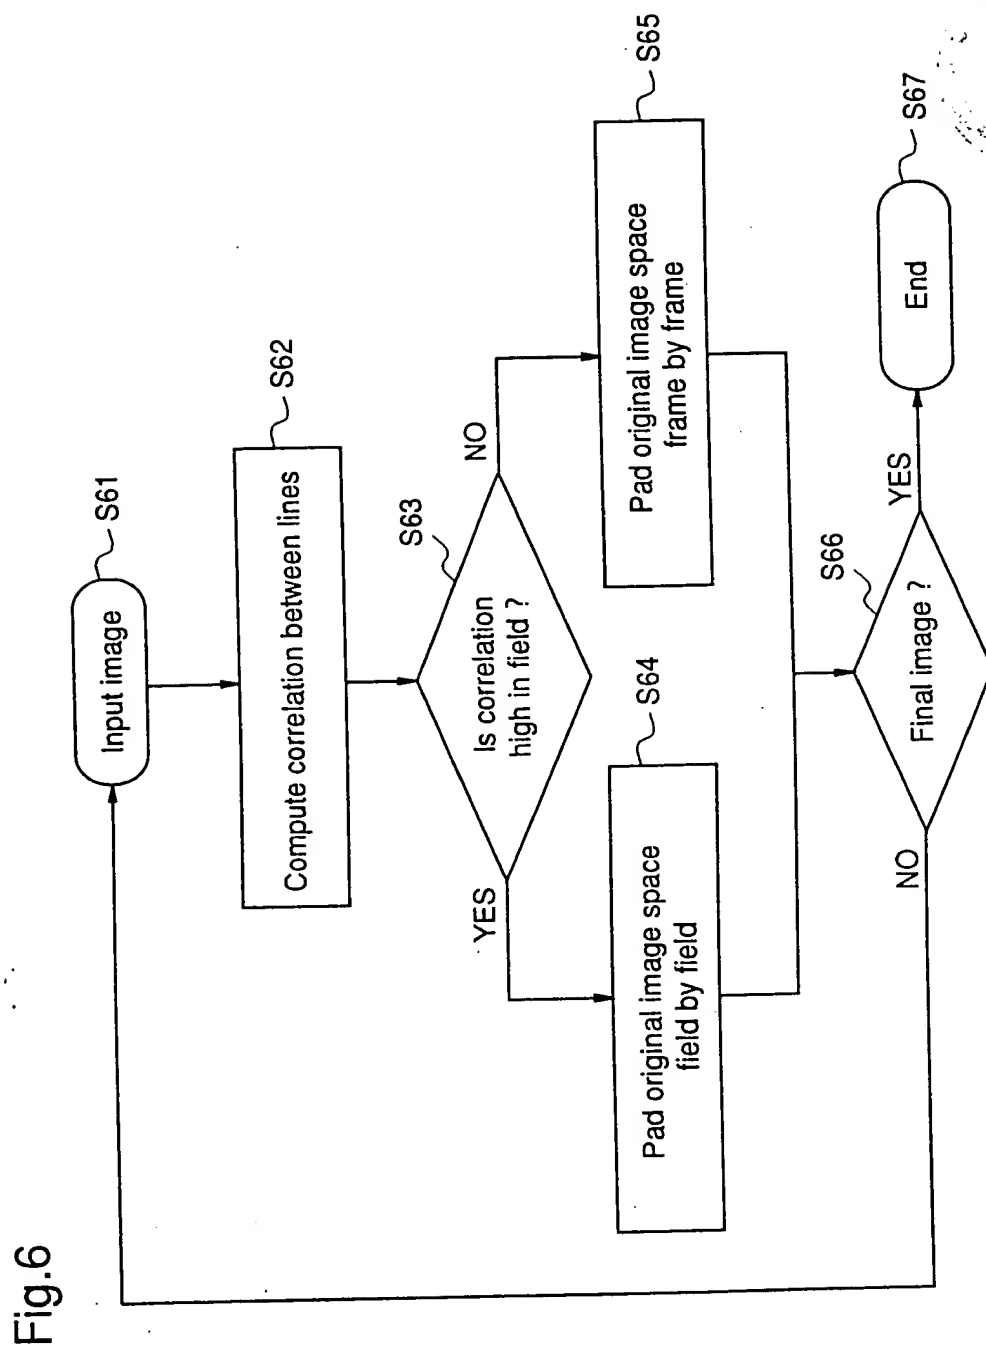 Fig.6
Input image
S61
Compute correlation between lines
S62
Is correlation
high in field ?
S63
YES
NO
Pad original image space
field by field
S64
Pad original image space
frame by frame
S65
Final image ?
S66
NO
YES
End
S67